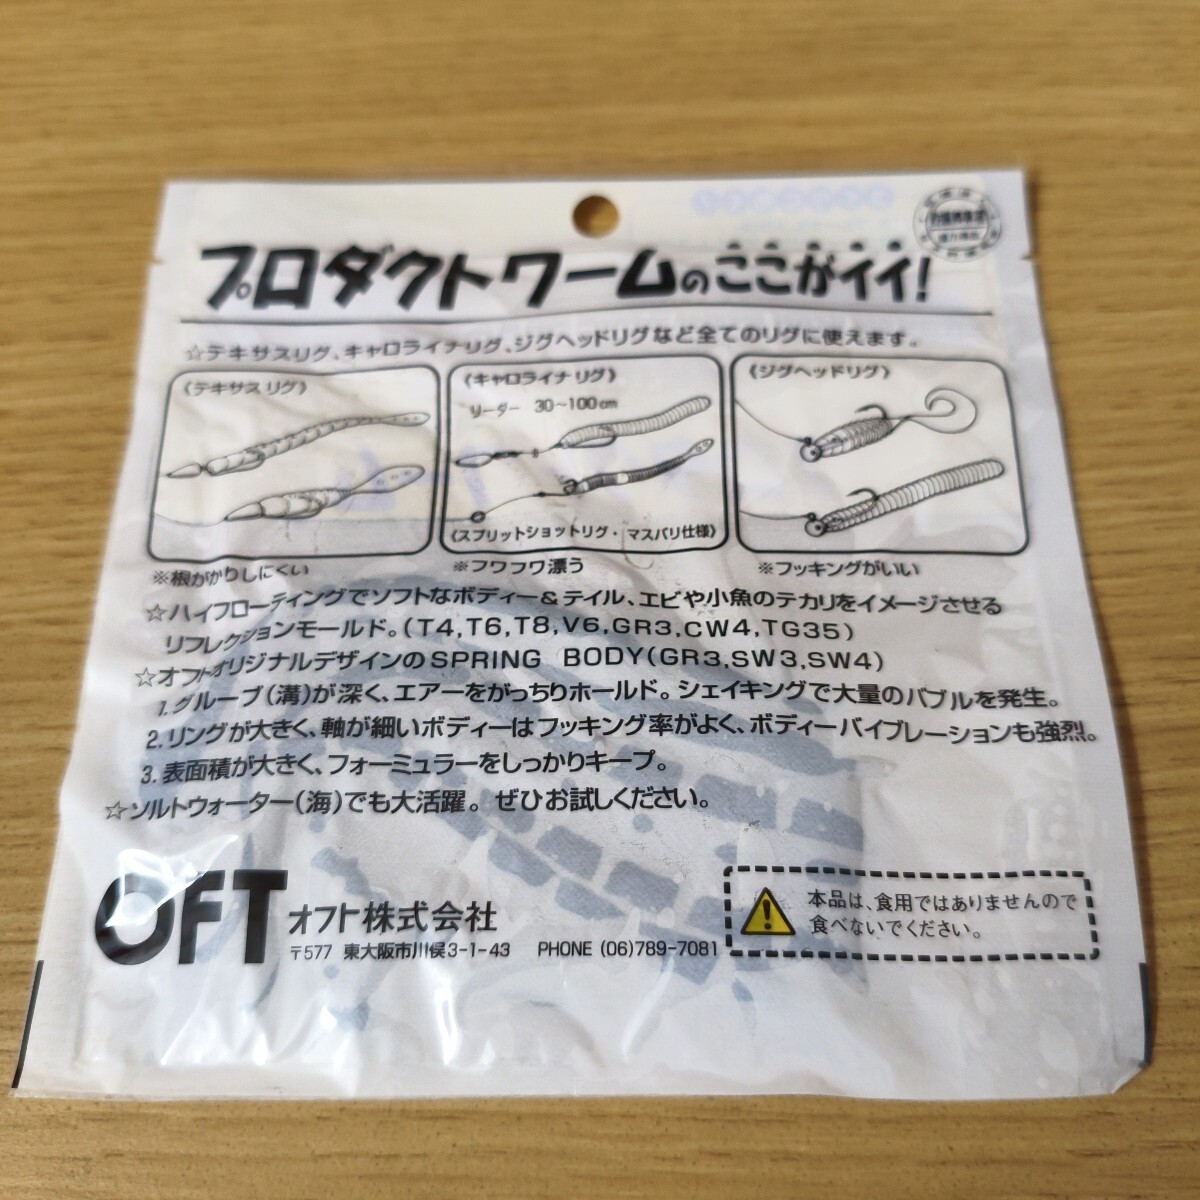 プロダクトワームのここがイイ!
☆テキサスリグ、キャロライナリグ、ジグヘッドリグなど全てのリグに使えます。
《テキサスリグ》
※根がかりしにくい
《キャロライナリグ》
リーダー 30～100cm
《スプリットショットリグ・マスバリ仕様》
※フワフワ漂う
《ジグヘッドリグ》
※フッキングがいい
☆ハイフローティングでソフトなボディー＆テイル、エビや小魚のテカリをイメージさせる
リフレクションモールド。(T4,T6,T8,V6,GR3,CW4,TG35)
☆オフトオリジナルデザインのSPRING BODY(GR3,SW3,SW4)
1.グルーブ(溝)が深く、エアーをがっちりホールド。シェイキングで大量のバブルを発生。
2.リングが大きく、軸が細いボディーはフッキング率がよく、ボディーバイブレーションも強烈。
3.表面積が大きく、フォーミュラーをしっかりキープ。
☆ソルトウォーター(海)でも大活躍。ぜひお試しください。
OFT オフト株式会社
〒577 東大阪市川俣3-1-43 PHONE (06)789-7081
本品は、食用ではありませんので
食べないでください。